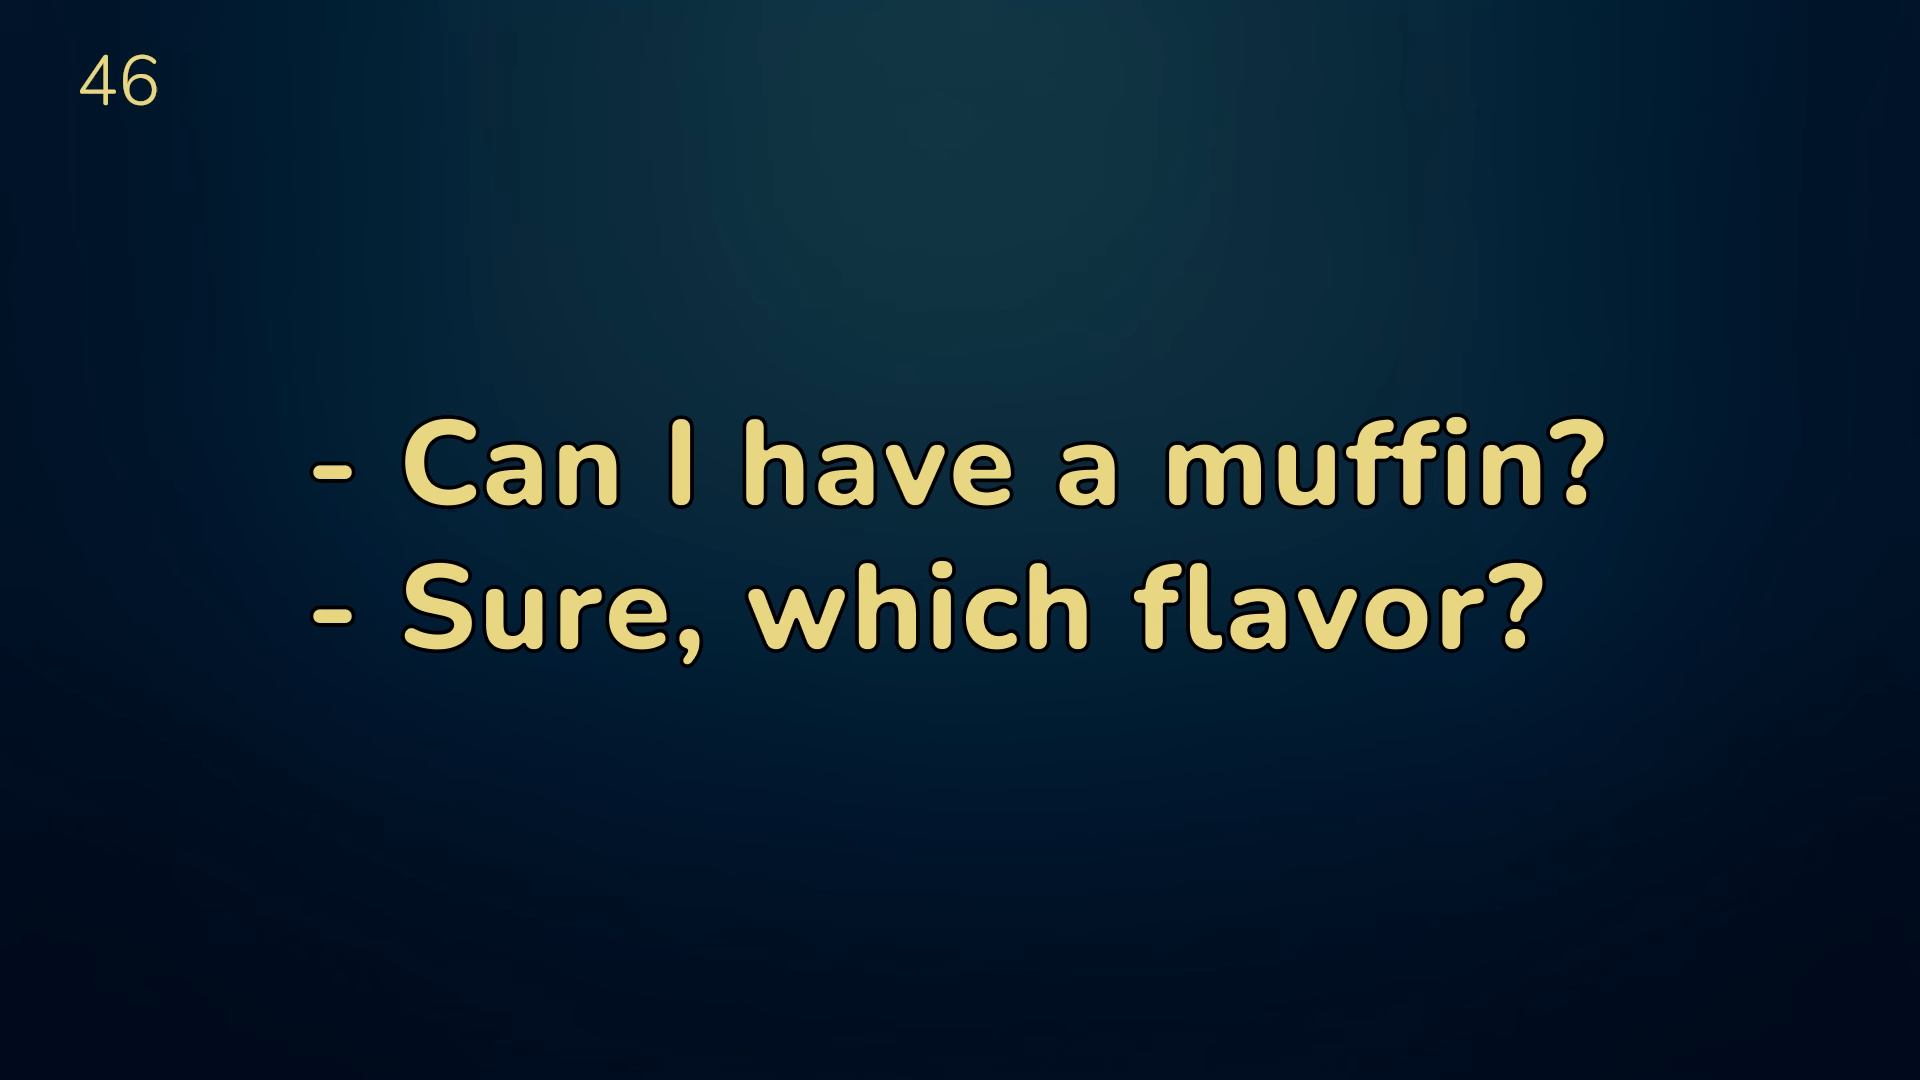 46
- Can I have a muffin?
- Sure, which flavor?